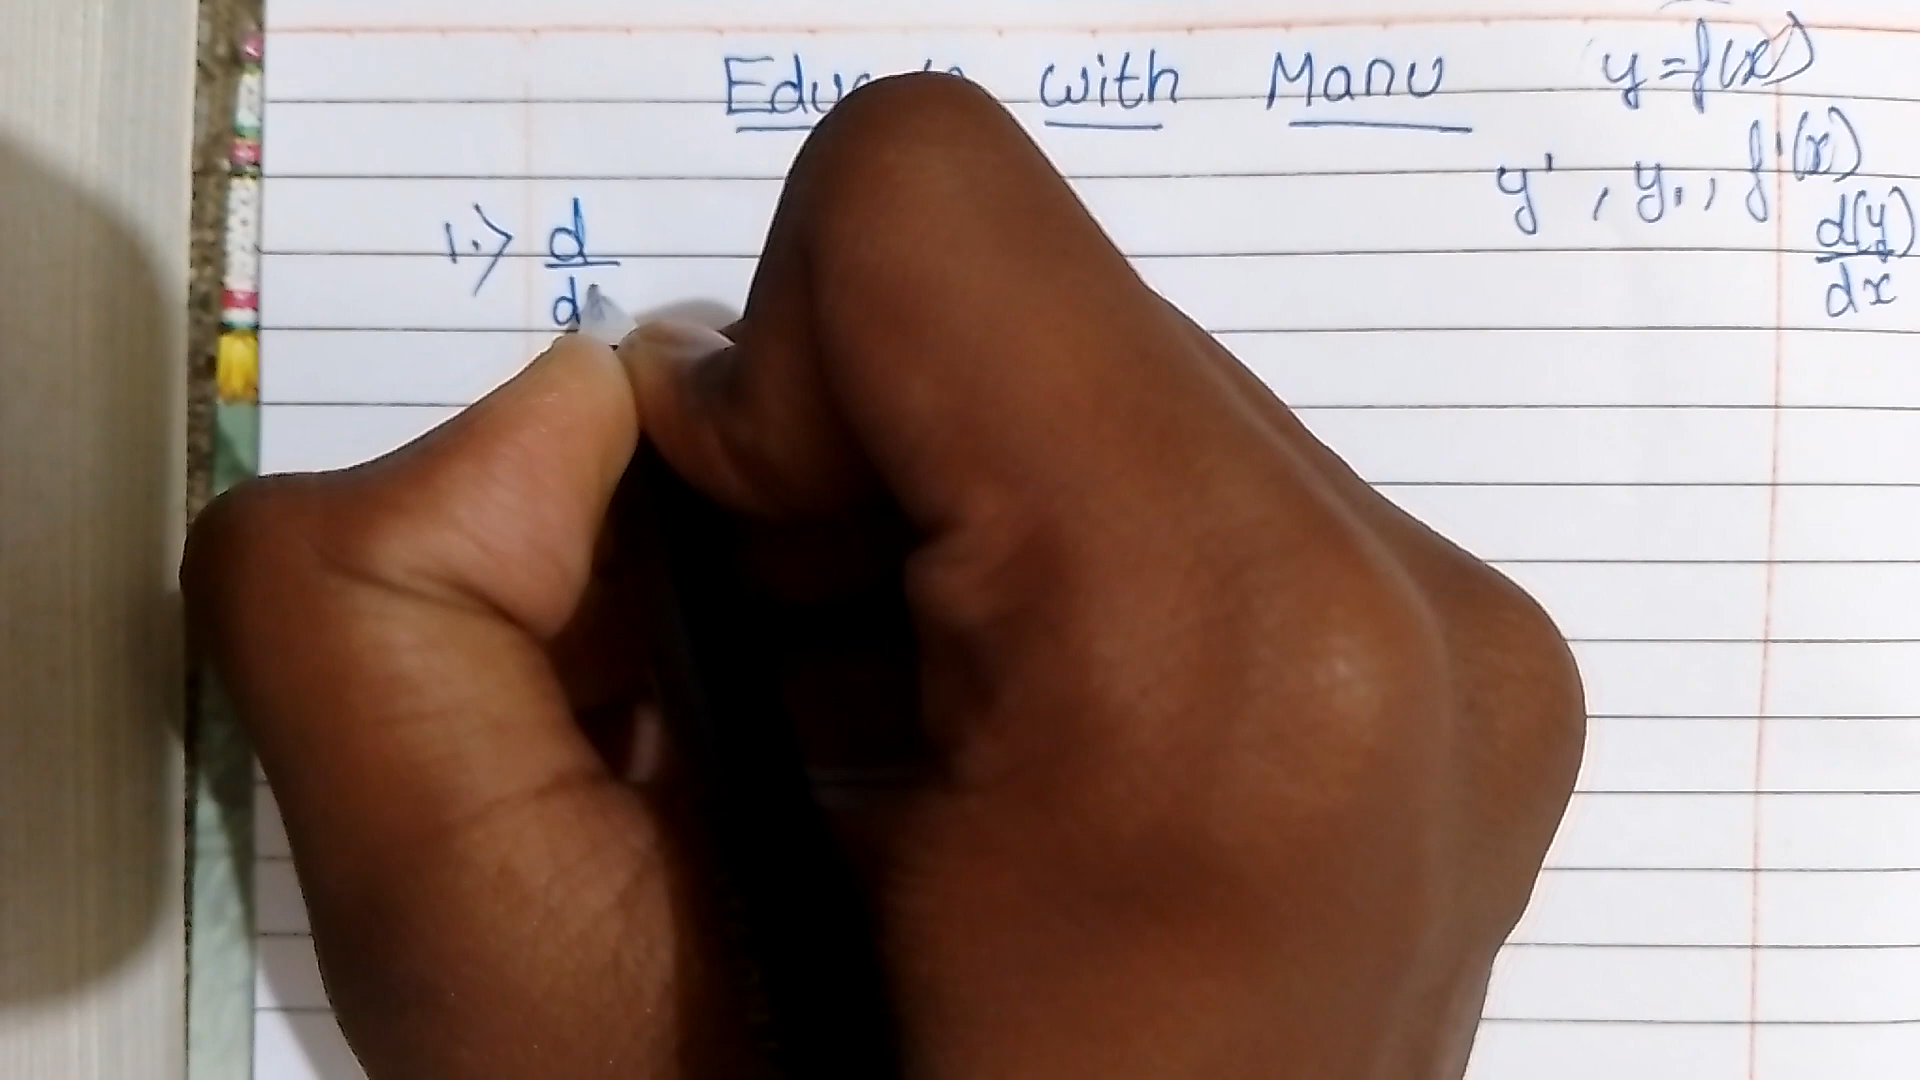 with Manu
y = f(x)
y' , y₁ , f'(x)
d(y)
dx
1.) d
d